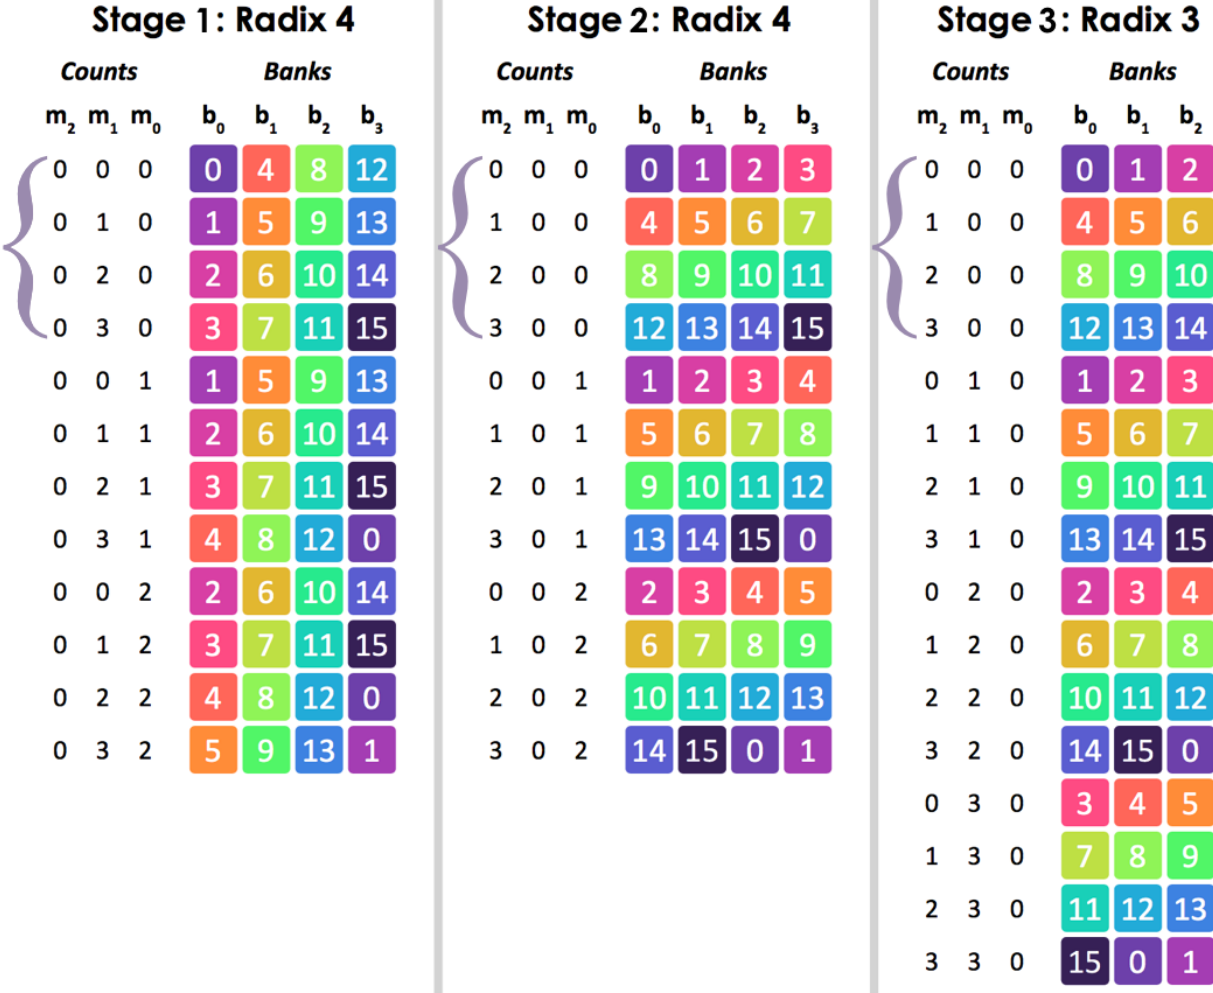 Stage 1: Radix 4 Stage 2: Radix 4 Stage 3: Radix 3
Counts Banks Counts Banks Counts Banks
m2 m1 m0 b0 b1 b2 b3 m2 m1 m0 b0 b1 b2 b3 m2 m1 m0 b0 b1 b2
0 0 0 0 4 8 12 0 0 0 0 1 2 3 0 0 0 0 1 2
0 1 0 1 5 9 13 1 0 0 4 5 6 7 1 0 0 4 5 6
0 2 0 2 6 10 14 2 0 0 8 9 10 11 2 0 0 8 9 10
0 3 0 3 7 11 15 3 0 0 12 13 14 15 3 0 0 12 13 14
0 0 1 1 5 9 13 0 0 1 1 2 3 4 0 1 0 1 2 3
0 1 1 2 6 10 14 1 0 1 5 6 7 8 1 1 0 5 6 7
0 2 1 3 7 11 15 2 0 1 9 10 11 12 2 1 0 9 10 11
0 3 1 4 8 12 0 3 0 1 13 14 15 0 3 1 0 13 14 15
0 0 2 2 6 10 14 0 0 2 2 3 4 5 0 2 0 2 3 4
0 1 2 3 7 11 15 1 0 2 6 7 8 9 1 2 0 6 7 8
0 2 2 4 8 12 0 2 0 2 10 11 12 13 2 2 0 10 11 12
0 3 2 5 9 13 1 3 0 2 14 15 0 1 3 2 0 14 15 0
0 3 0 3 4 5
1 3 0 7 8 9
2 3 0 11 12 13
3 3 0 15 0 1